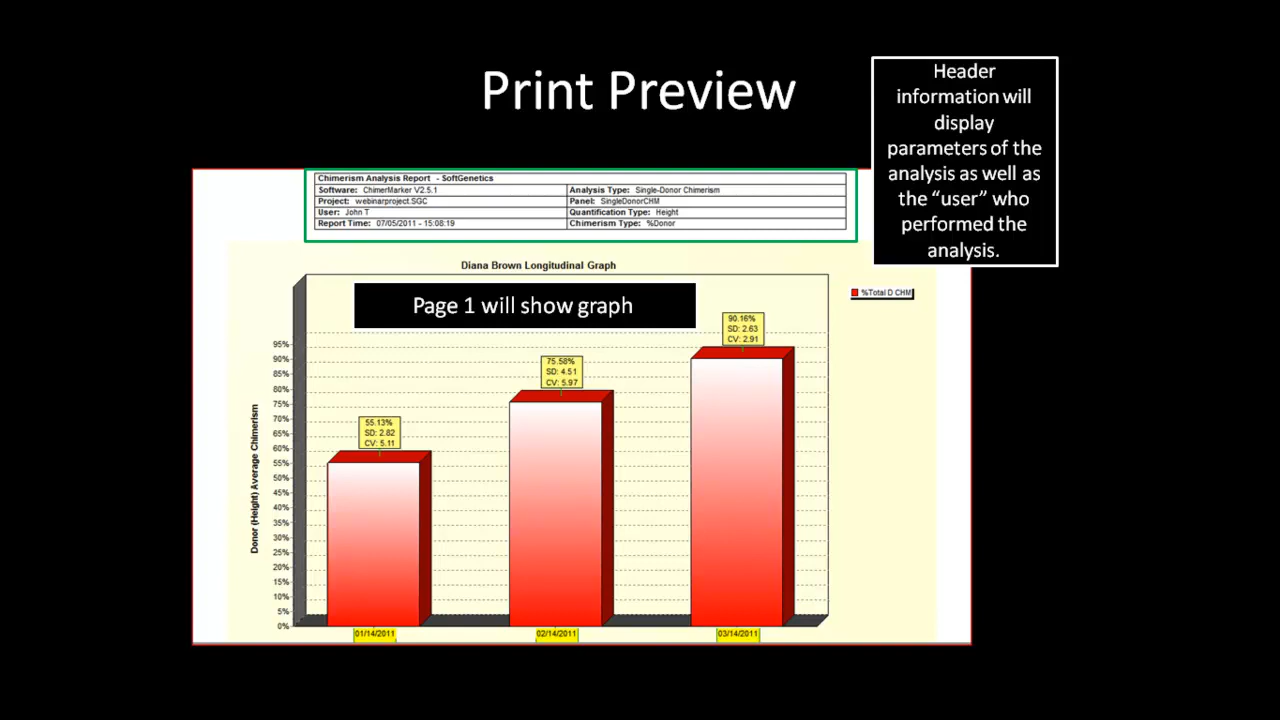 Print Preview
Header
information will
display
parameters of the
analysis as well as
the “user” who
performed the
analysis.
Chimerism Analysis Report - SoftGenetics
Software: ChimerMarker V2.5.1
Analysis Type: Single-Donor Chimerism
Project: webinarproject.SGC
Panel: SingleDonorCHM
User: John T
Quantification Type: Height
Report Time: 07/05/2011 - 15:08:19
Chimerism Type: %Donor
Diana Brown Longitudinal Graph
Page 1 will show graph
%Total D CHM
90.16%
SD: 2.63
CV: 2.91
75.58%
SD: 4.51
CV: 5.97
55.13%
SD: 2.82
CV: 5.11
Donor (Height) Average Chimerism
95%
90%
85%
80%
75%
70%
65%
60%
55%
50%
45%
40%
35%
30%
25%
20%
15%
10%
5%
0%
01/14/2011
02/14/2011
03/14/2011